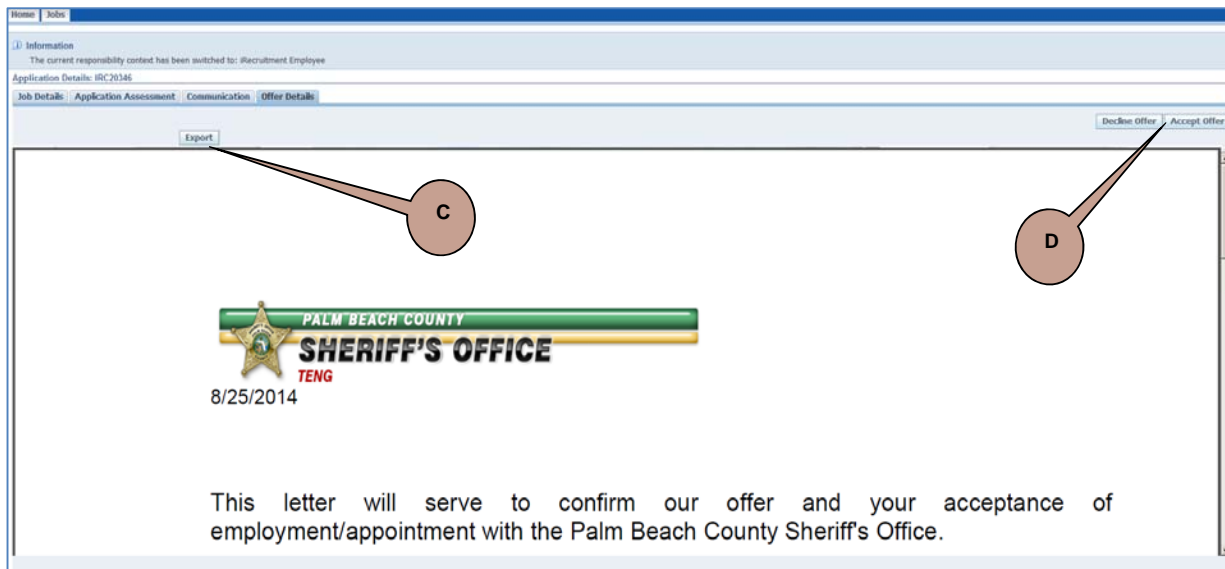 Home Jobs
Information
The current responsibility context has been switched to: iRecruitment Employee
Application Details: IRC20346
Job Details Application Assessment Communication Offer Details
Decline Offer Accept Offer
Export
C
D
PALM BEACH COUNTY
SHERIFF'S OFFICE
TENG
8/25/2014
This letter will serve to confirm our offer and your acceptance of
employment/appointment with the Palm Beach County Sheriff's Office.